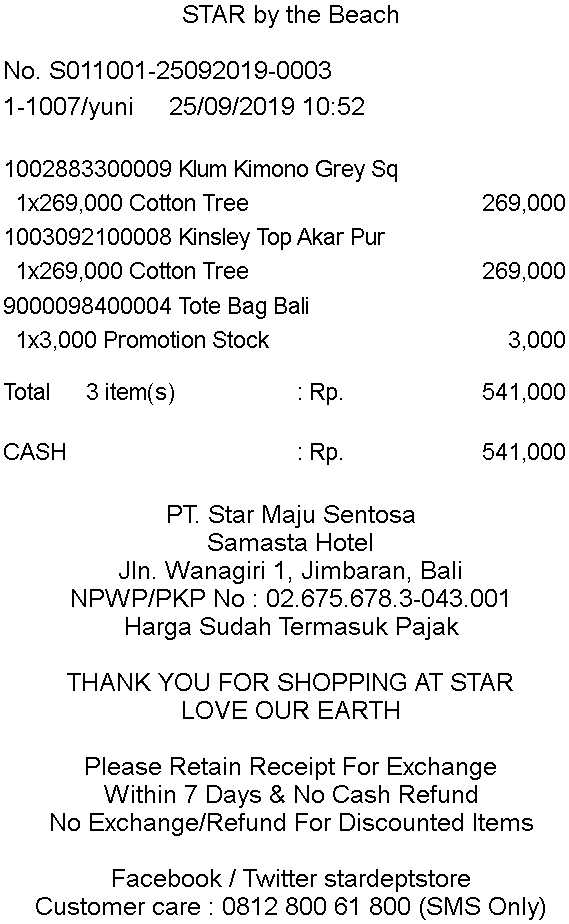 STAR by the Beach
No. S011001-25092019-0003
1-1007/yuni 25/09/2019 10:52
1002883300009 Klum Kimono Grey Sq
1x269,000 Cotton Tree 269,000
1003092100008 Kinsley Top Akar Pur
1x269,000 Cotton Tree 269,000
9000098400004 Tote Bag Bali
1x3,000 Promotion Stock 3,000
Total 3 item(s) : Rp. 541,000
CASH : Rp. 541,000
PT. Star Maju Sentosa
Samasta Hotel
Jln. Wanagiri 1, Jimbaran, Bali
NPWP/PKP No : 02.675.678.3-043.001
Harga Sudah Termasuk Pajak
THANK YOU FOR SHOPPING AT STAR
LOVE OUR EARTH
Please Retain Receipt For Exchange
Within 7 Days & No Cash Refund
No Exchange/Refund For Discounted Items
Facebook / Twitter stardeptstore
Customer care : 0812 800 61 800 (SMS Only)